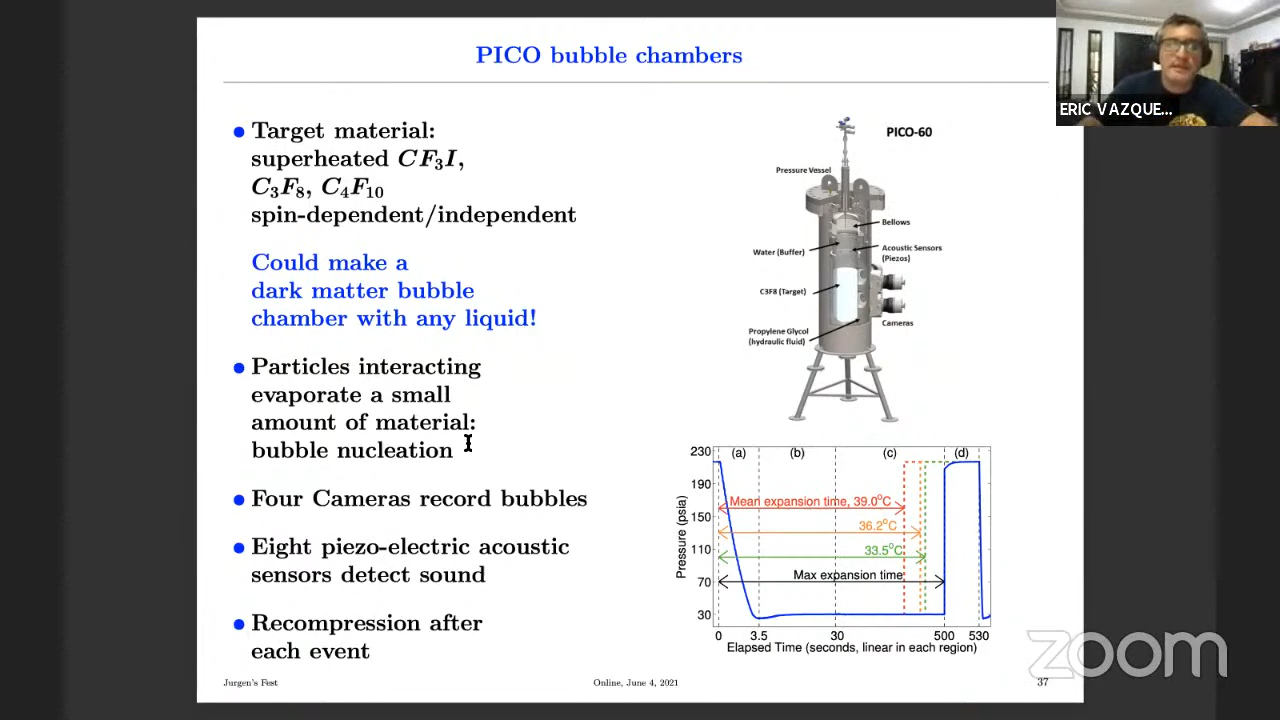 PICO bubble chambers
● Target material:
superheated CF₃I,
C₃F₈, C₄F₁₀
spin-dependent/independent
Could make a
dark matter bubble
chamber with any liquid!
● Particles interacting
evaporate a small
amount of material:
bubble nucleation
● Four Cameras record bubbles
● Eight piezo-electric acoustic
sensors detect sound
● Recompression after
each event
PICO-60
Pressure Vessel
Bellows
Water (Buffer)
Acoustic Sensors
(Piezos)
C3F8 (Target)
Cameras
Propylene Glycol
(hydraulic fluid)
230
190
150
110
70
30
Pressure (psia)
(a) (b) (c) (d)
Mean expansion time, 39.0°C
36.2°C
33.5°C
Max expansion time
0 3.5 30 500 530
Elapsed Time (seconds, linear in each region)
Jurgen's Fest Online, June 4, 2021 37
ERIC VAZQUE...
zoom